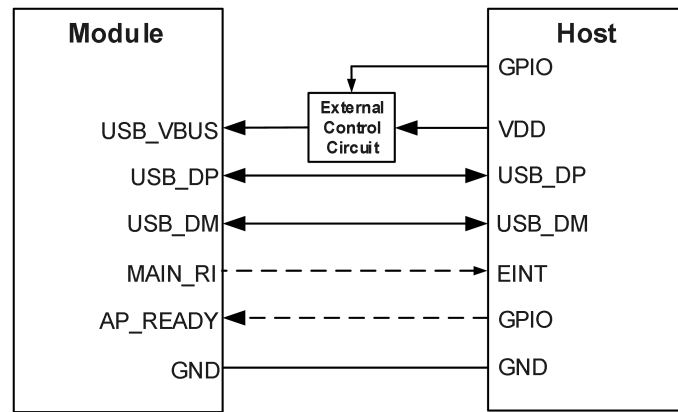 Module
Host
GPIO
External
Control
Circuit
USB_VBUS
VDD
USB_DP
USB_DP
USB_DM
USB_DM
MAIN_RI
EINT
AP_READY
GPIO
GND
GND